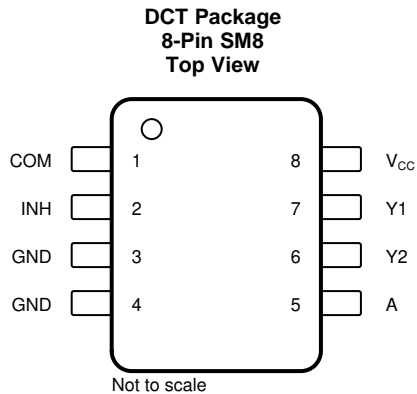 DCT Package
8-Pin SM8
Top View
COM 1 8 VCC
INH 2 7 Y1
GND 3 6 Y2
GND 4 5 A
Not to scale